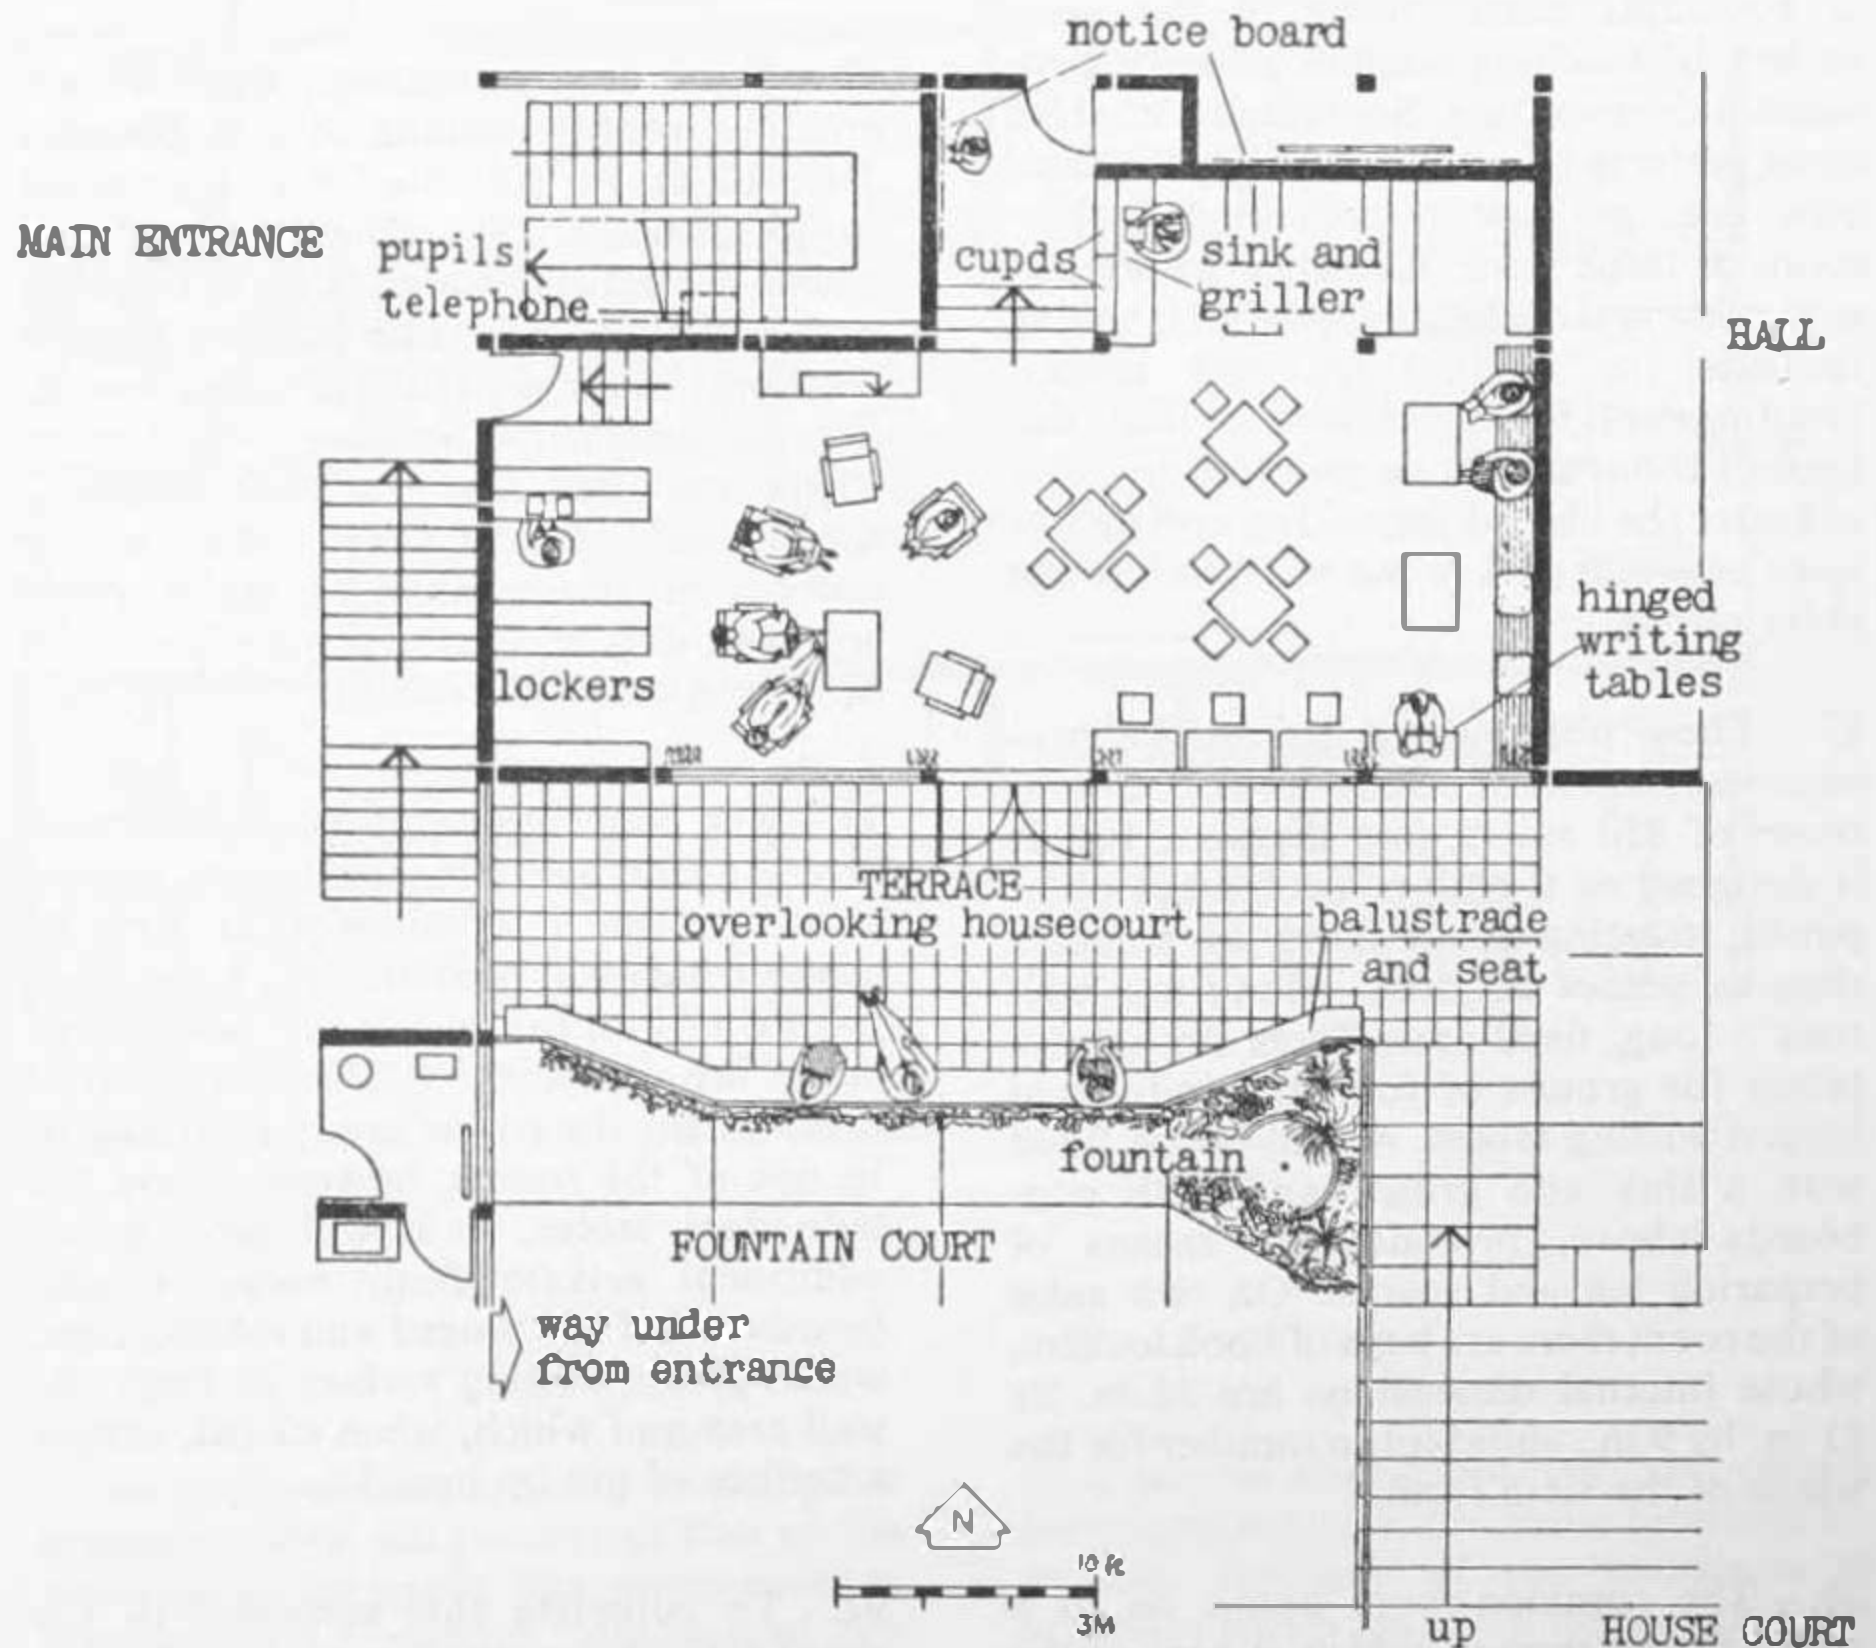 notice board
MAIN ENTRANCE
pupils
telephone
cupds
sink and
griller
HALL
hinged
writing
tables
lockers
TERRACE
overlooking housecourt
balustrade
and seat
fountain
FOUNTAIN COURT
way under
from entrance
N
10 ft
3M
up
HOUSE COURT